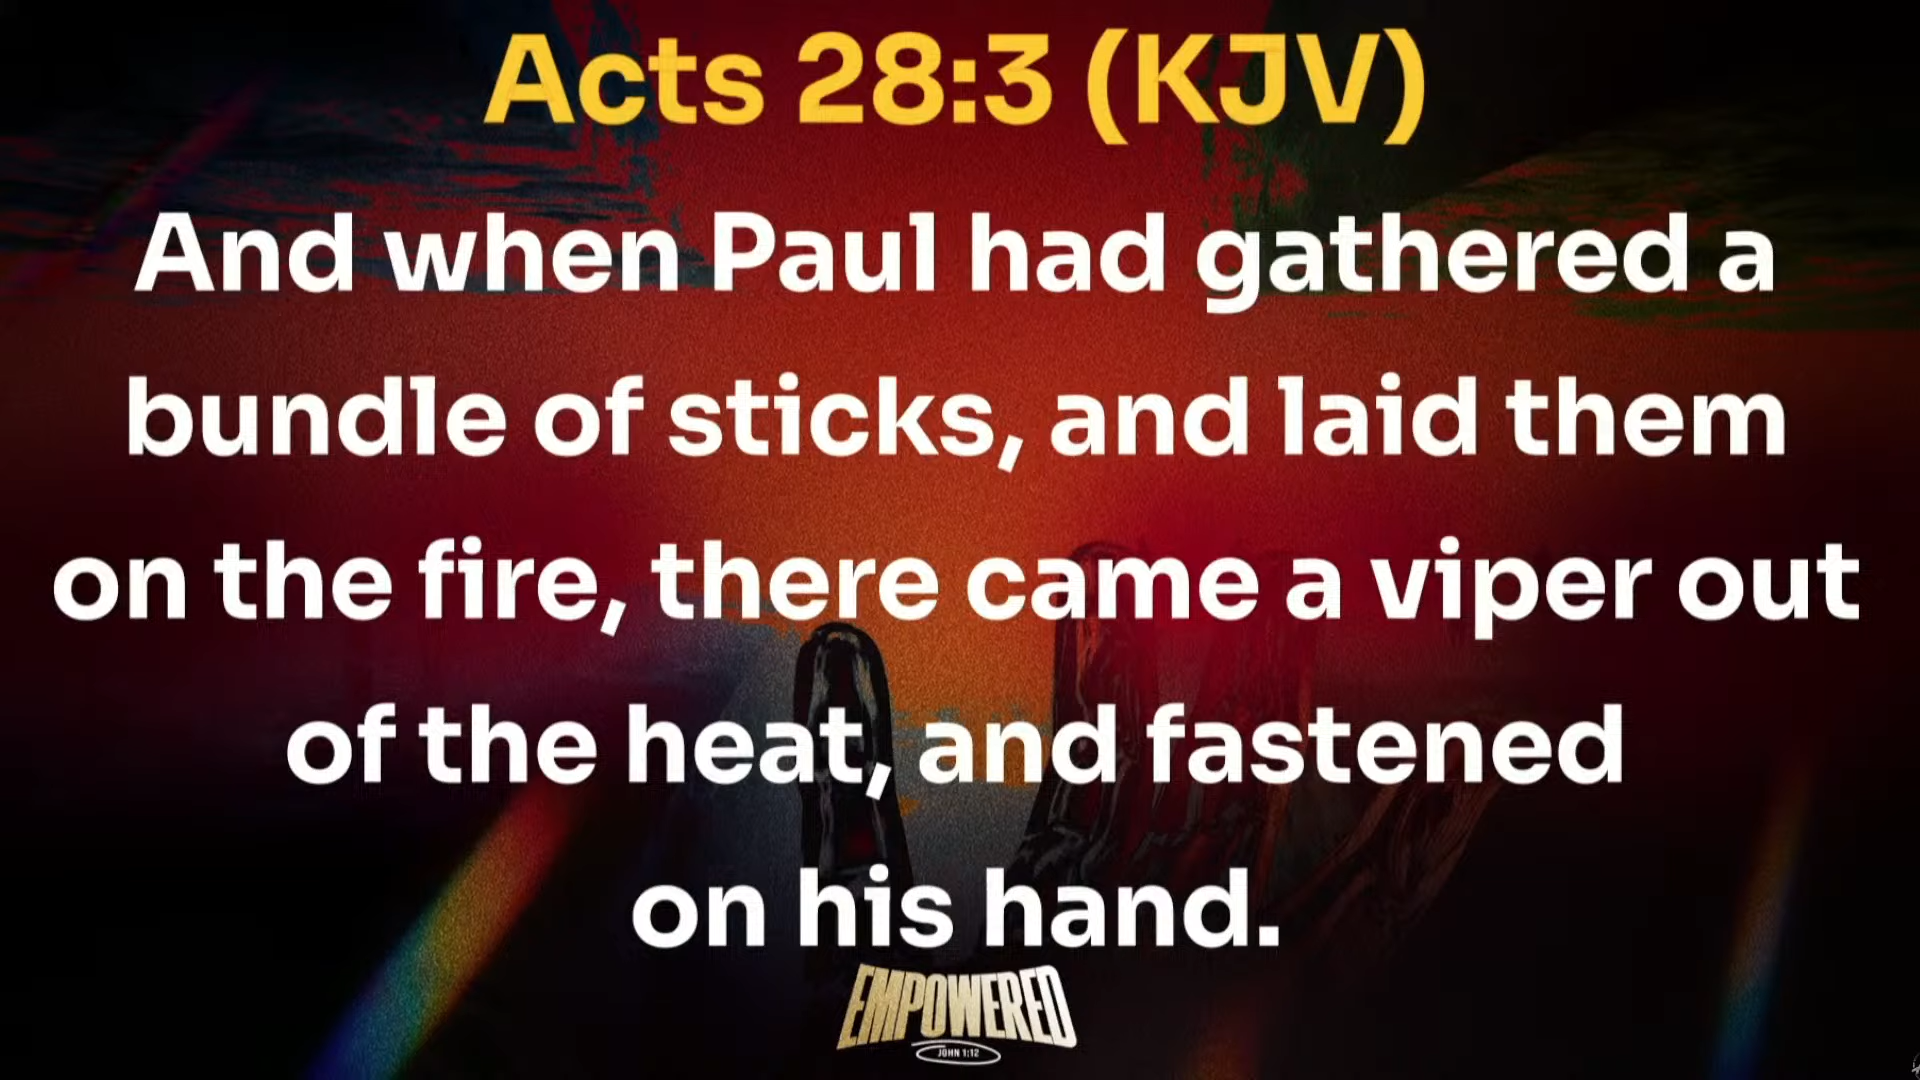 Acts 28:3 (KJV)
And when Paul had gathered a
bundle of sticks, and laid them
on the fire, there came a viper out
of the heat, and fastened
on his hand.
EMPOWERED
JOHN 1:12